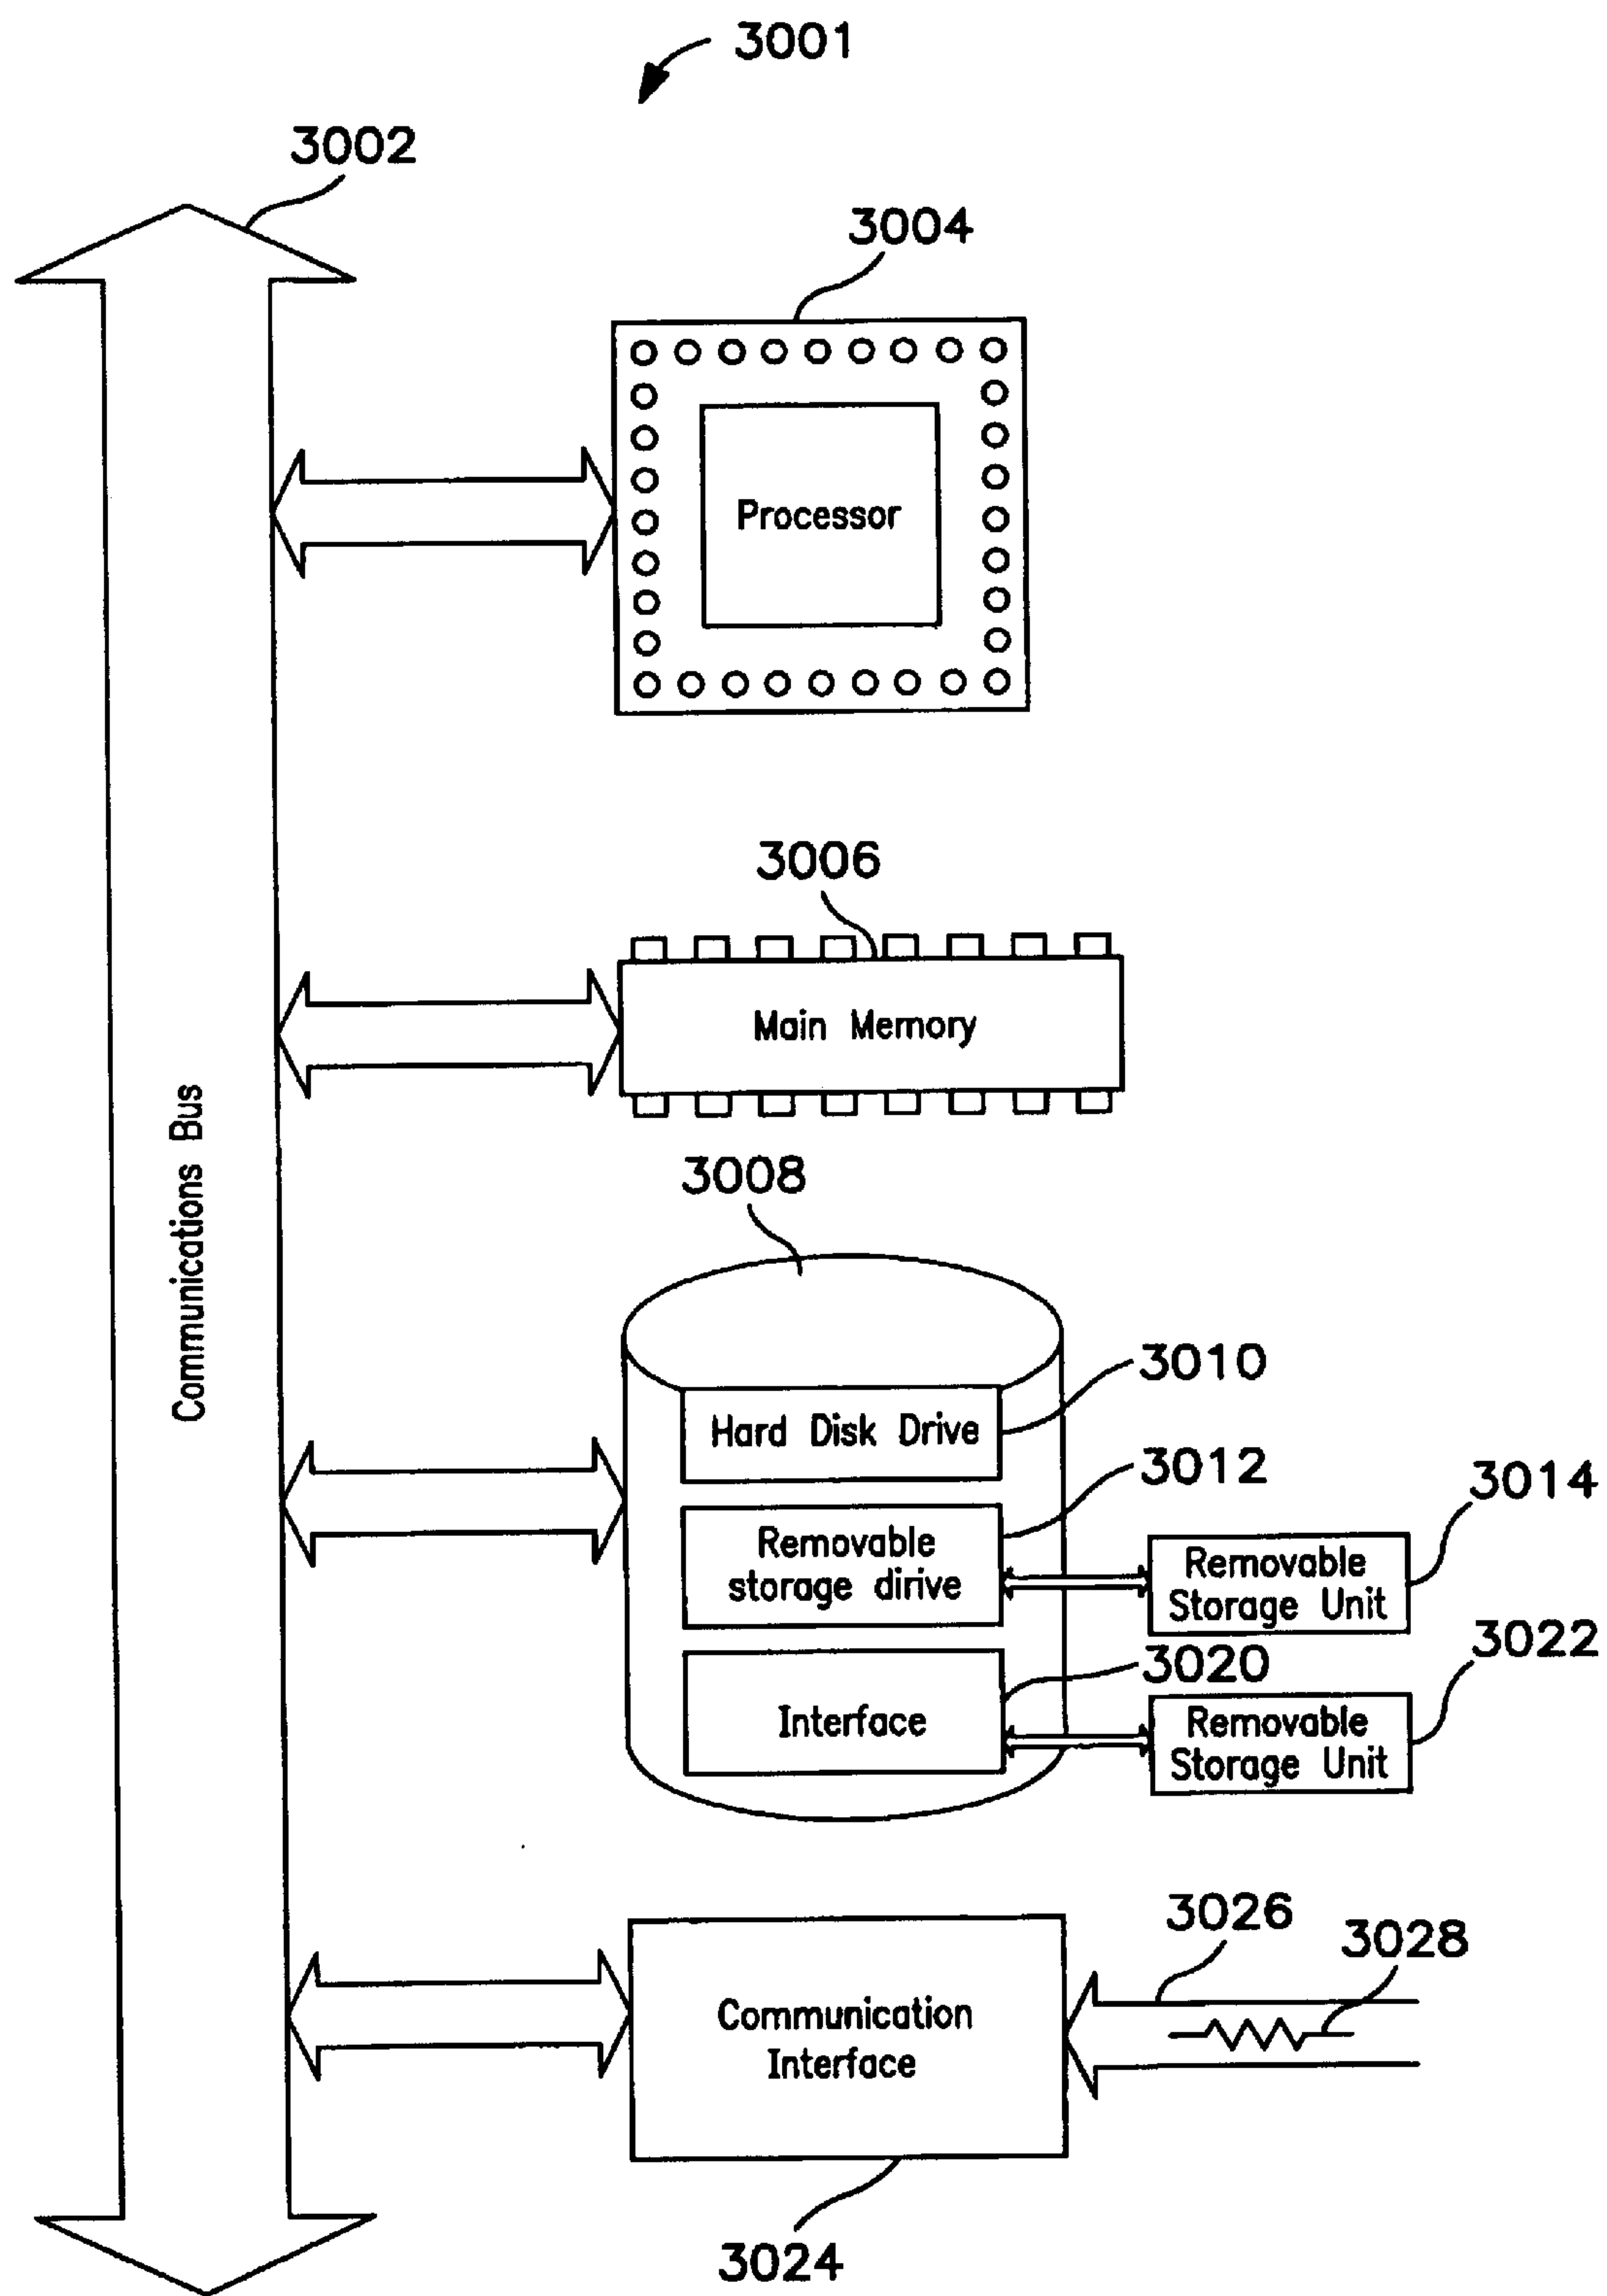 3001
3002
3004
Processor
3006
Main Memory
Communications Bus
3008
3010
Hard Disk Drive
3012
3014
Removable
storage dirive
Removable
Storage Unit
3020
3022
Interface
Removable
Storage Unit
3026
3028
Communication
Interface
3024